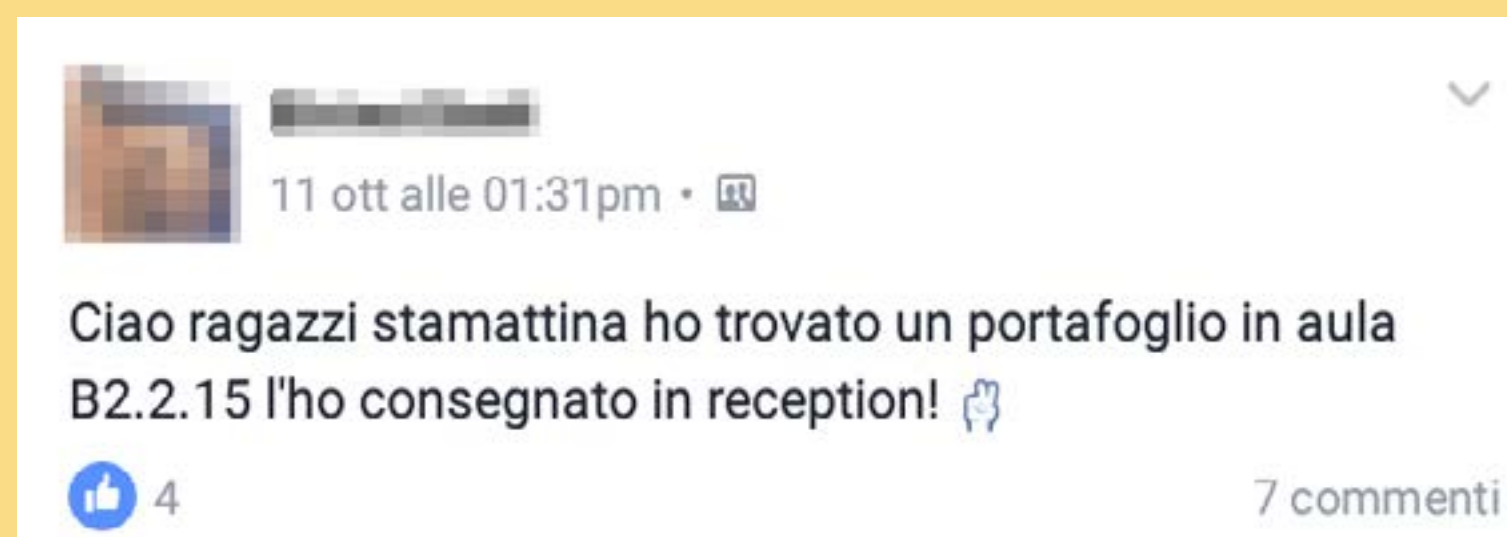 11 ott alle 01:31pm •
Ciao ragazzi stamattina ho trovato un portafoglio in aula
B2.2.15 l'ho consegnato in reception! ✌
4
7 commenti